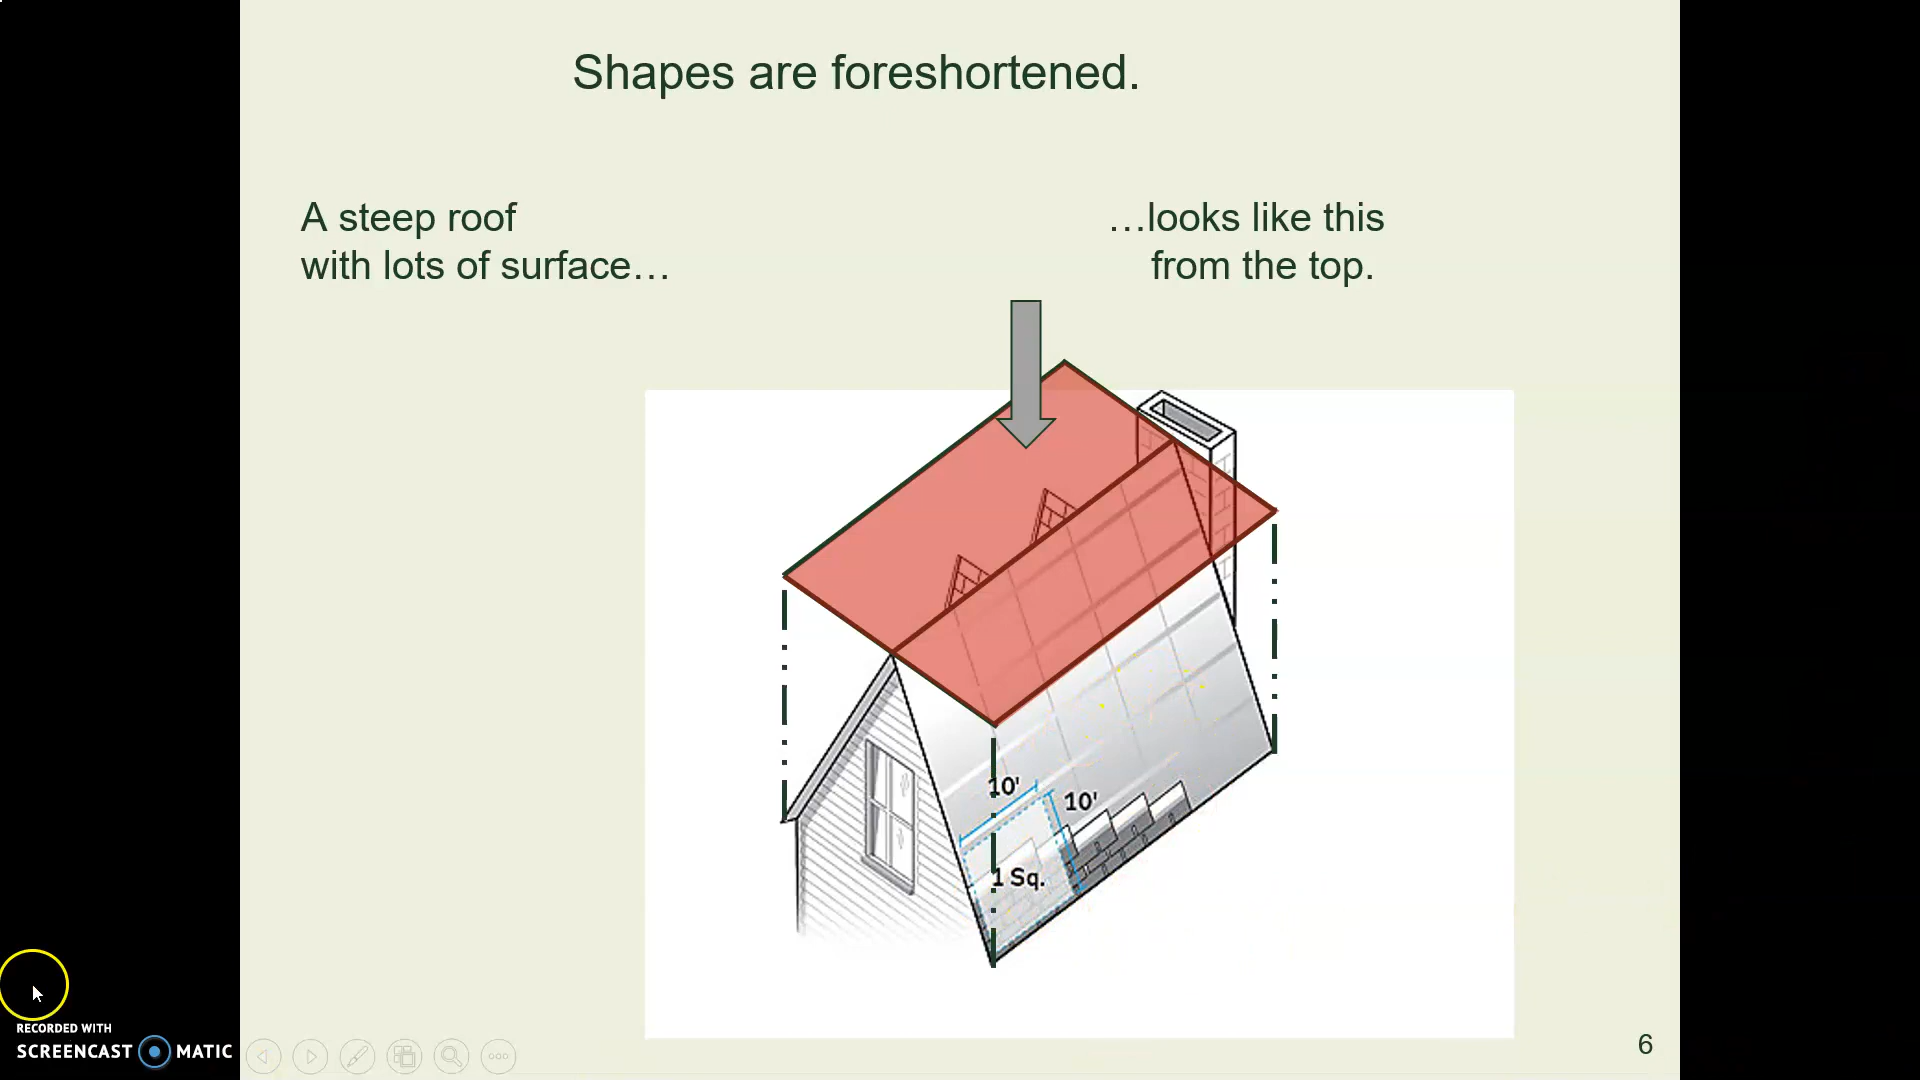 Shapes are foreshortened.
A steep roof
with lots of surface…
…looks like this
from the top.
10'
10'
1 Sq.
RECORDED WITH
SCREENCAST MATIC
6